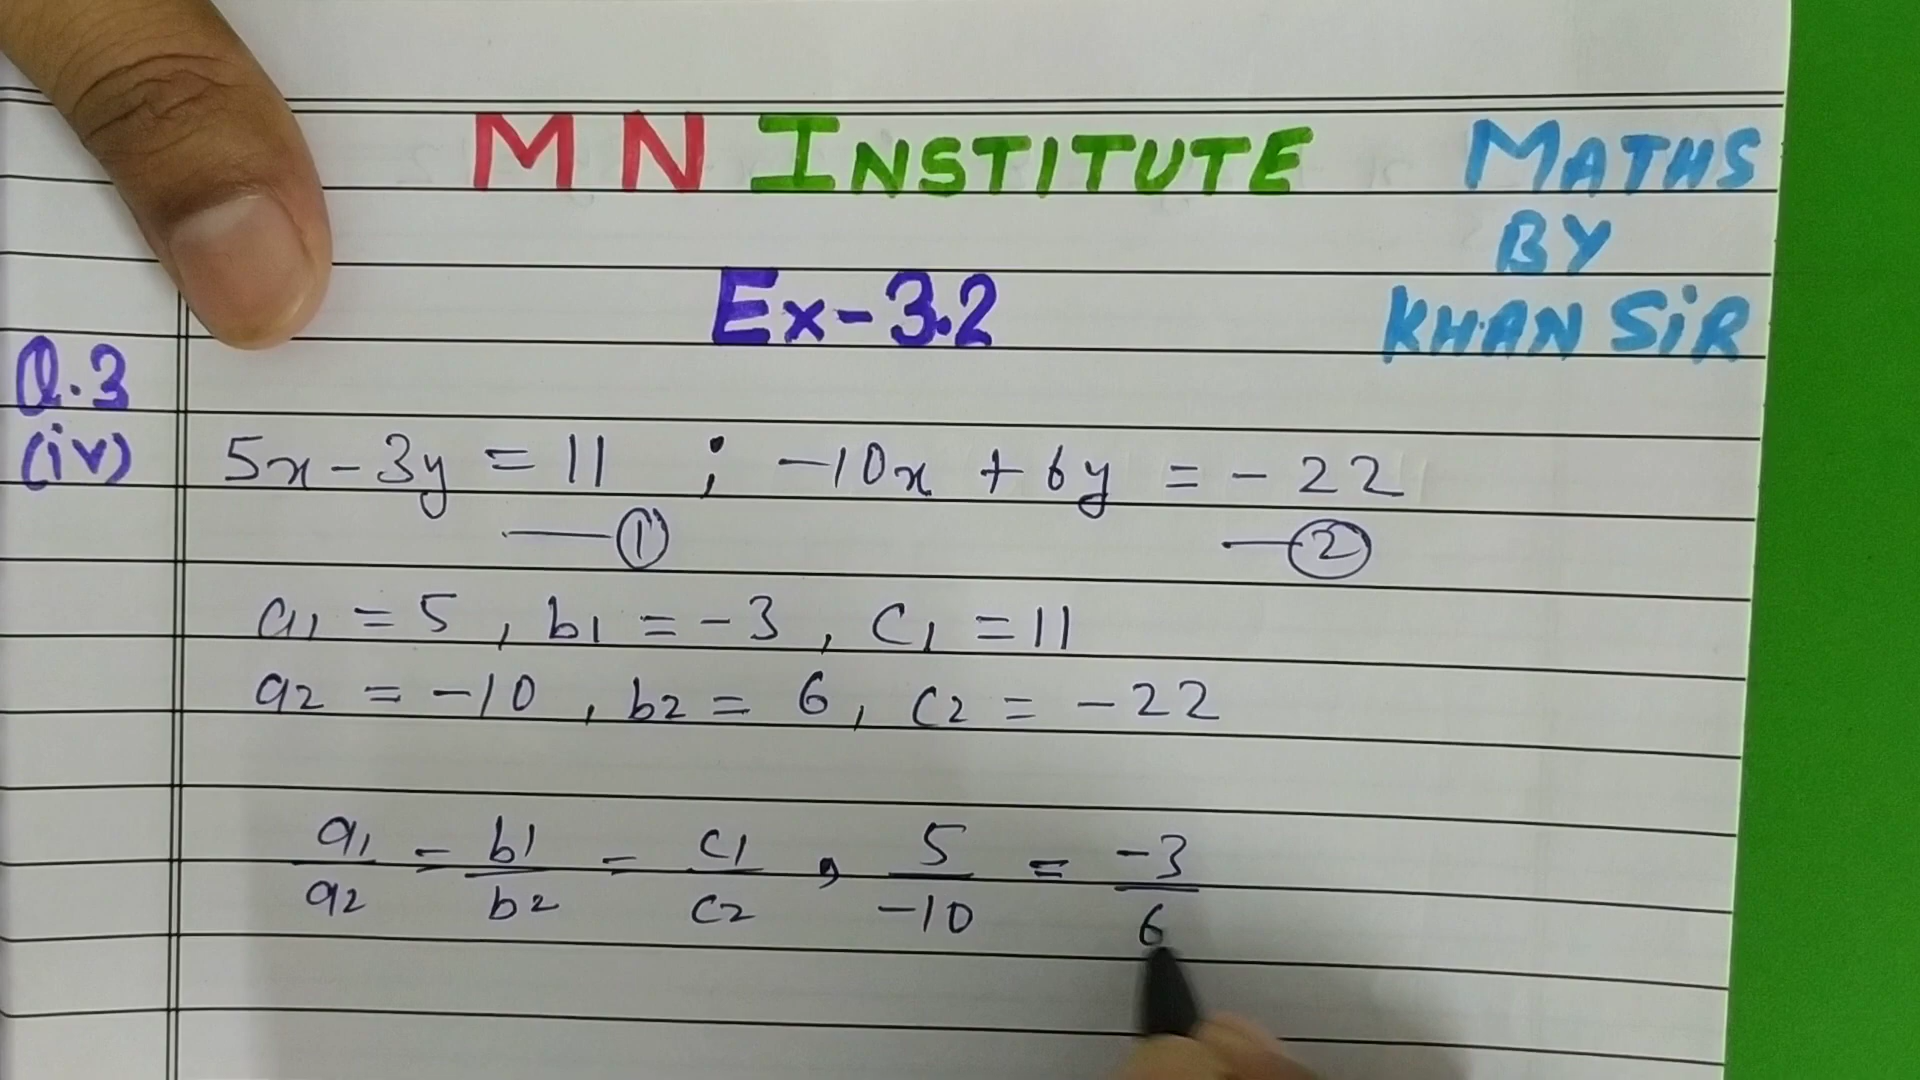 M N INSTITUTE MATHS
BY
Ex-3.2 KHAN SiR
Q.3
(iv) 5x - 3y = 11 ; -10x + 6y = -22
—① —②
a1 = 5, b1 = -3, c1 = 11
a2 = -10, b2 = 6, c2 = -22
a1/a2 = b1/b2 = c1/c2, 5/-10 = -3/6